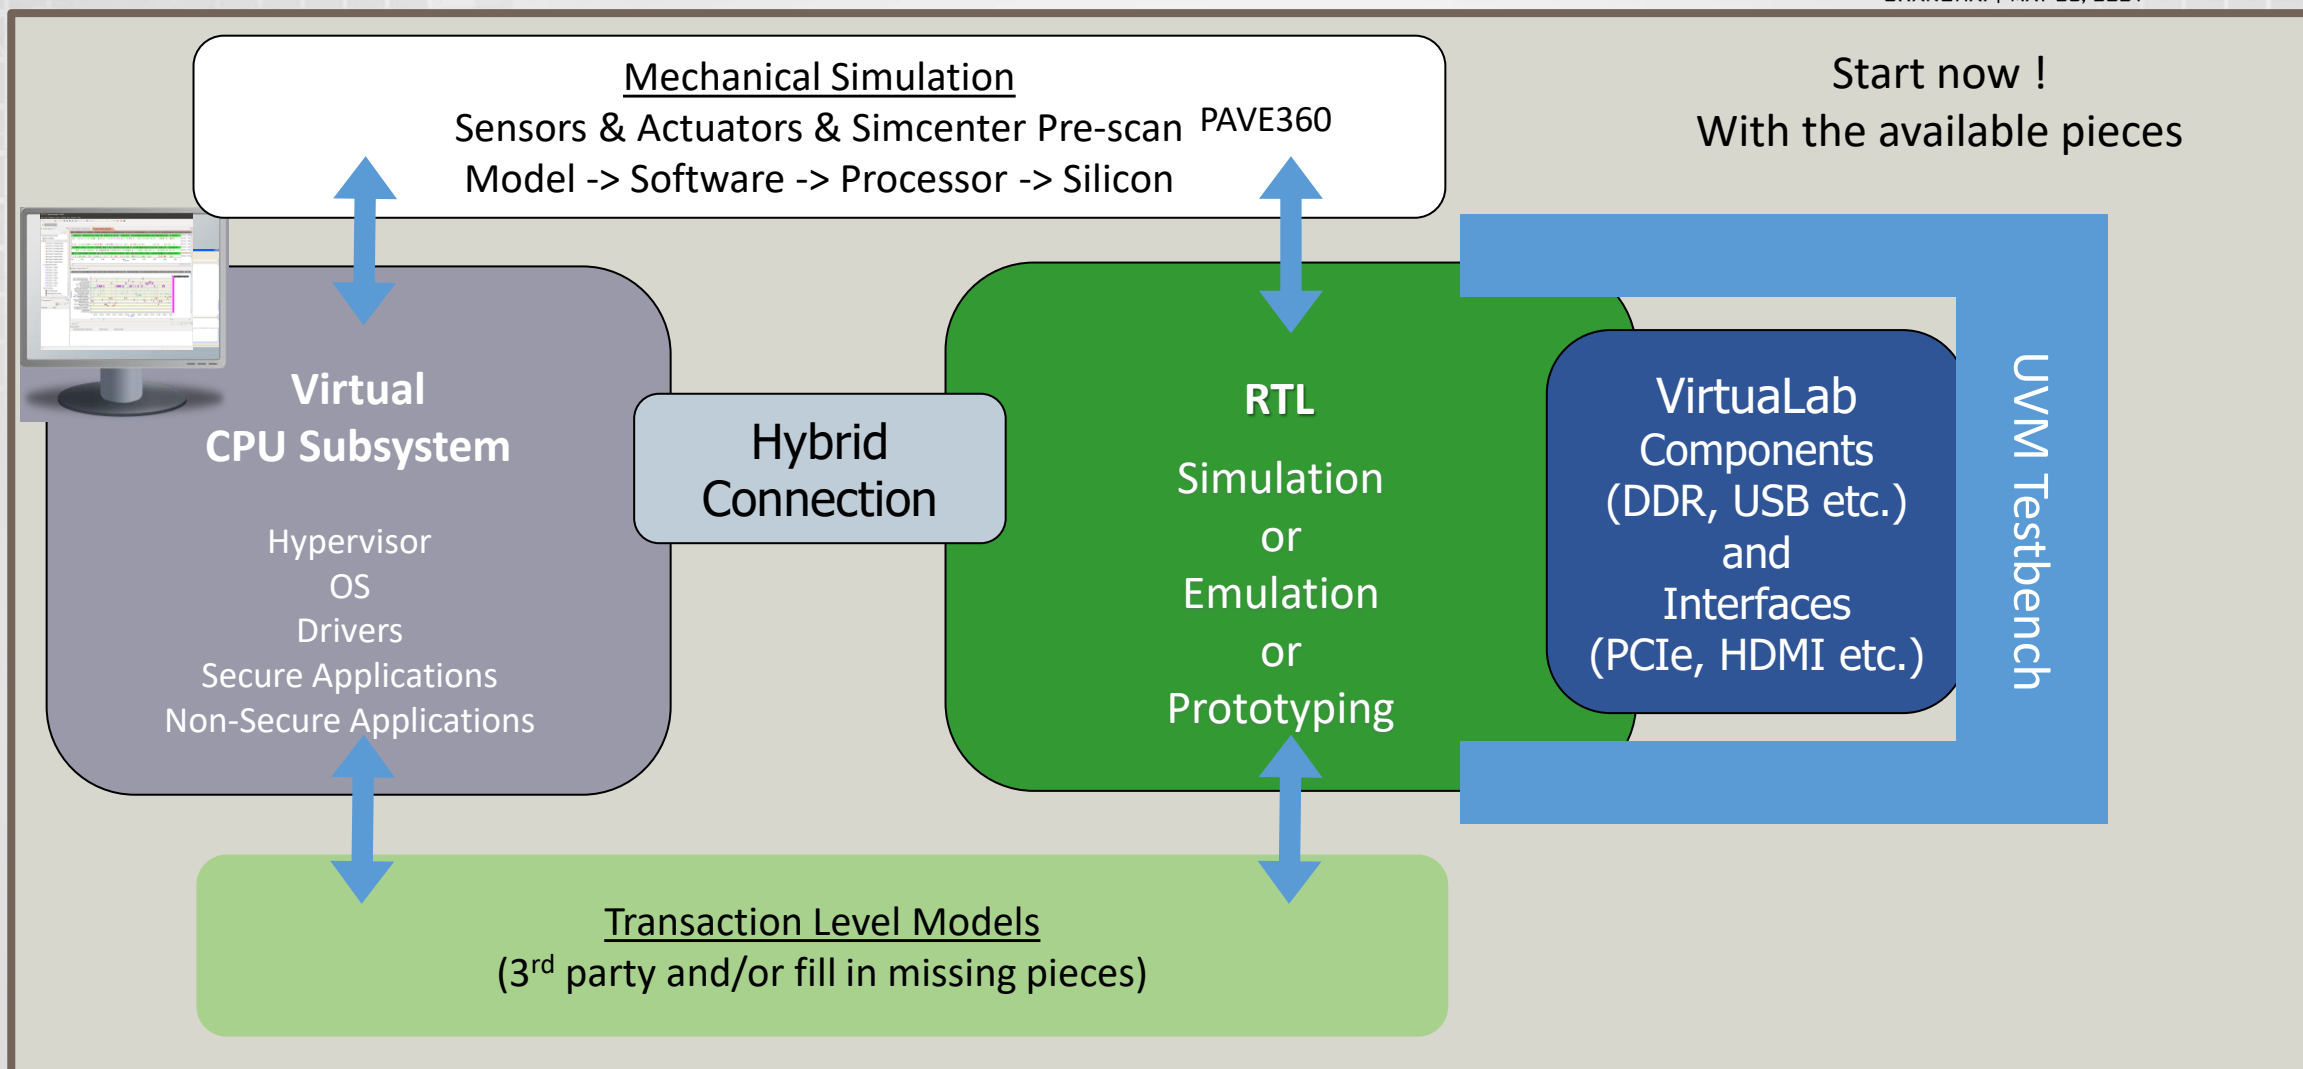 Mechanical Simulation
Sensors & Actuators & Simcenter Pre-scan PAVE360
Model -> Software -> Processor -> Silicon
Start now !
With the available pieces
Virtual
CPU Subsystem
Hypervisor
OS
Drivers
Secure Applications
Non-Secure Applications
Hybrid
Connection
RTL
Simulation
or
Emulation
or
Prototyping
VirtuaLab
Components
(DDR, USB etc.)
and
Interfaces
(PCIe, HDMI etc.)
UVM Testbench
Transaction Level Models
(3rd party and/or fill in missing pieces)